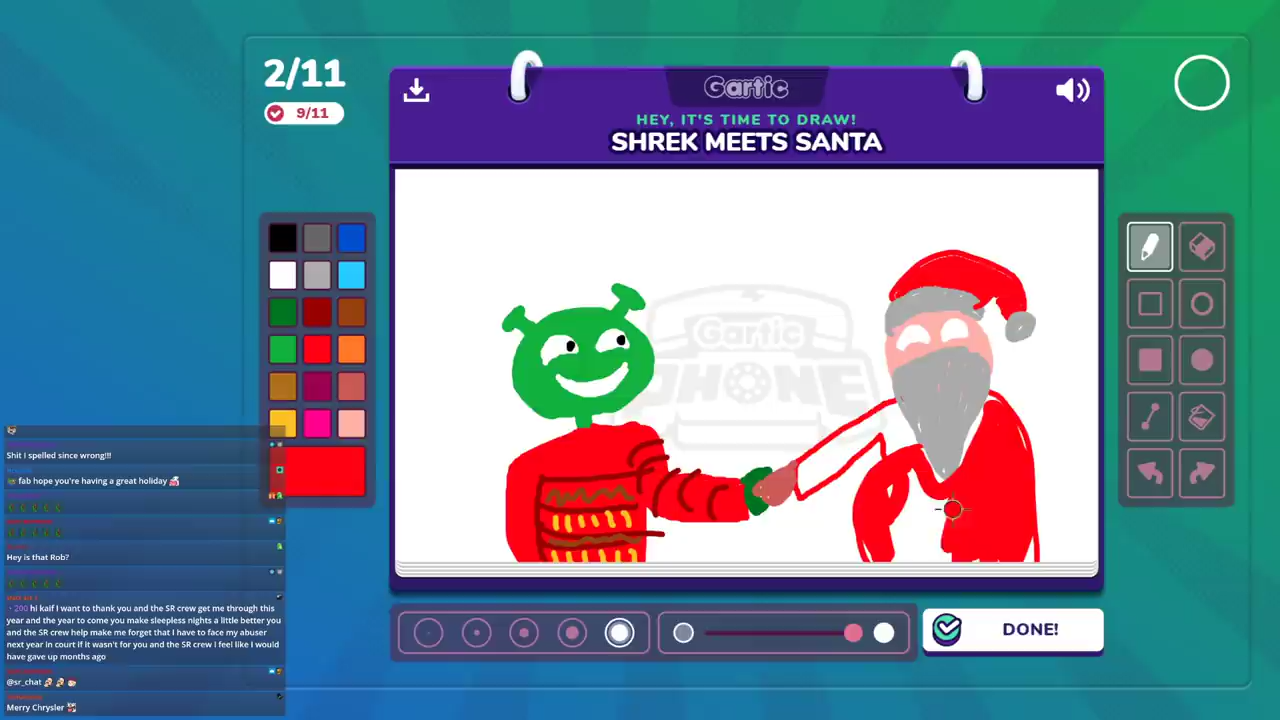 2/11
9/11
Gartic
HEY, IT'S TIME TO DRAW!
SHREK MEETS SANTA
Gartic
PHONE
Shit I spelled since wrong!!!
fab hope you're having a great holiday
Hey is that Rob?
200 hi kaif I want to thank you and the SR crew get me through this
year and the year to come you make sleepless nights a little better you
and the SR crew help make me forget that I have to face my abuser
next year in court if it wasn't for you and the SR crew I feel like I would
have gave up months ago
@sr_chat
Merry Chrysler
DONE!